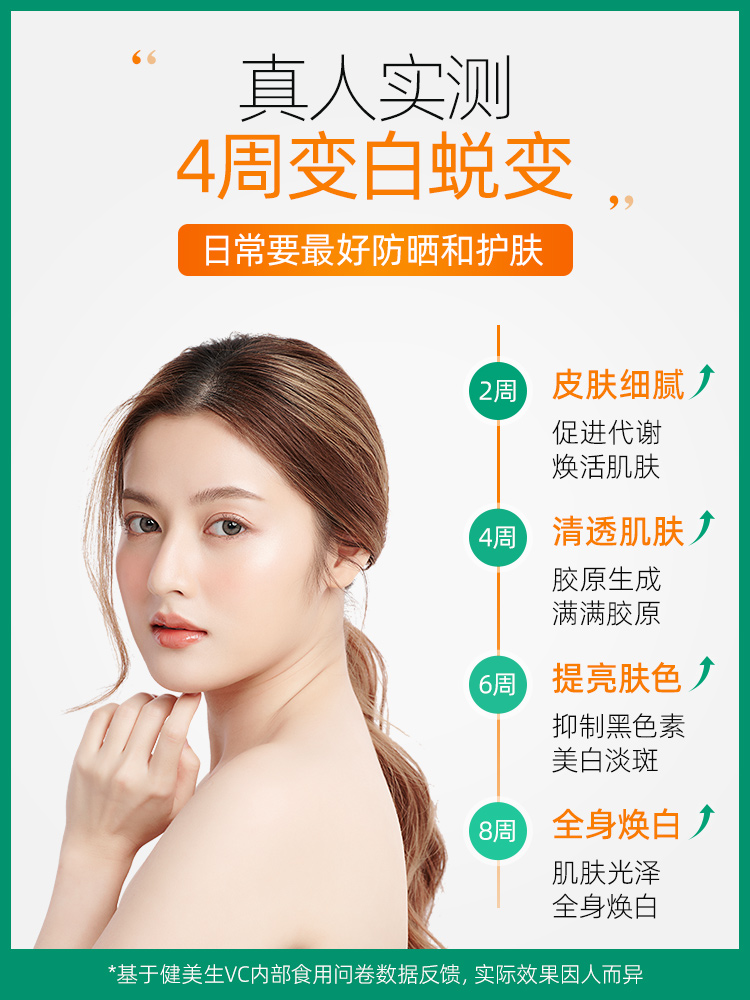 “
真人实测
4周变白蜕变
”
日常要最好防晒和护肤
2周
皮肤细腻
促进代谢
焕活肌肤
4周
清透肌肤
胶原生成
满满胶原
6周
提亮肤色
抑制黑色素
美白淡斑
8周
全身焕白
肌肤光泽
全身焕白
*基于健美生VC内部食用问卷数据反馈, 实际效果因人而异